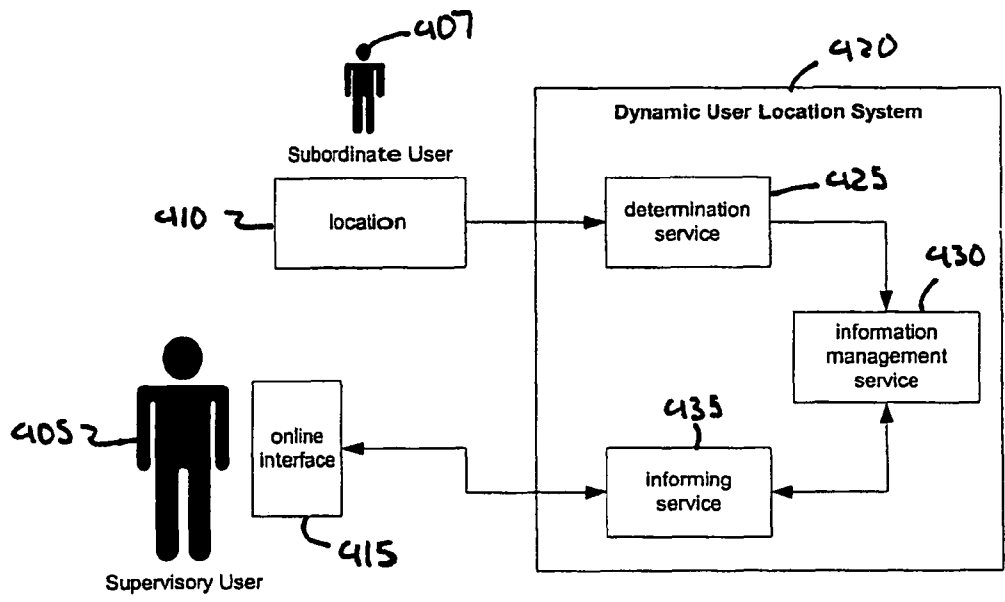 407
420
Dynamic User Location System
Subordinate User
410
location
determination
service
425
430
information
management
service
405
online
interface
435
informing
service
415
Supervisory User